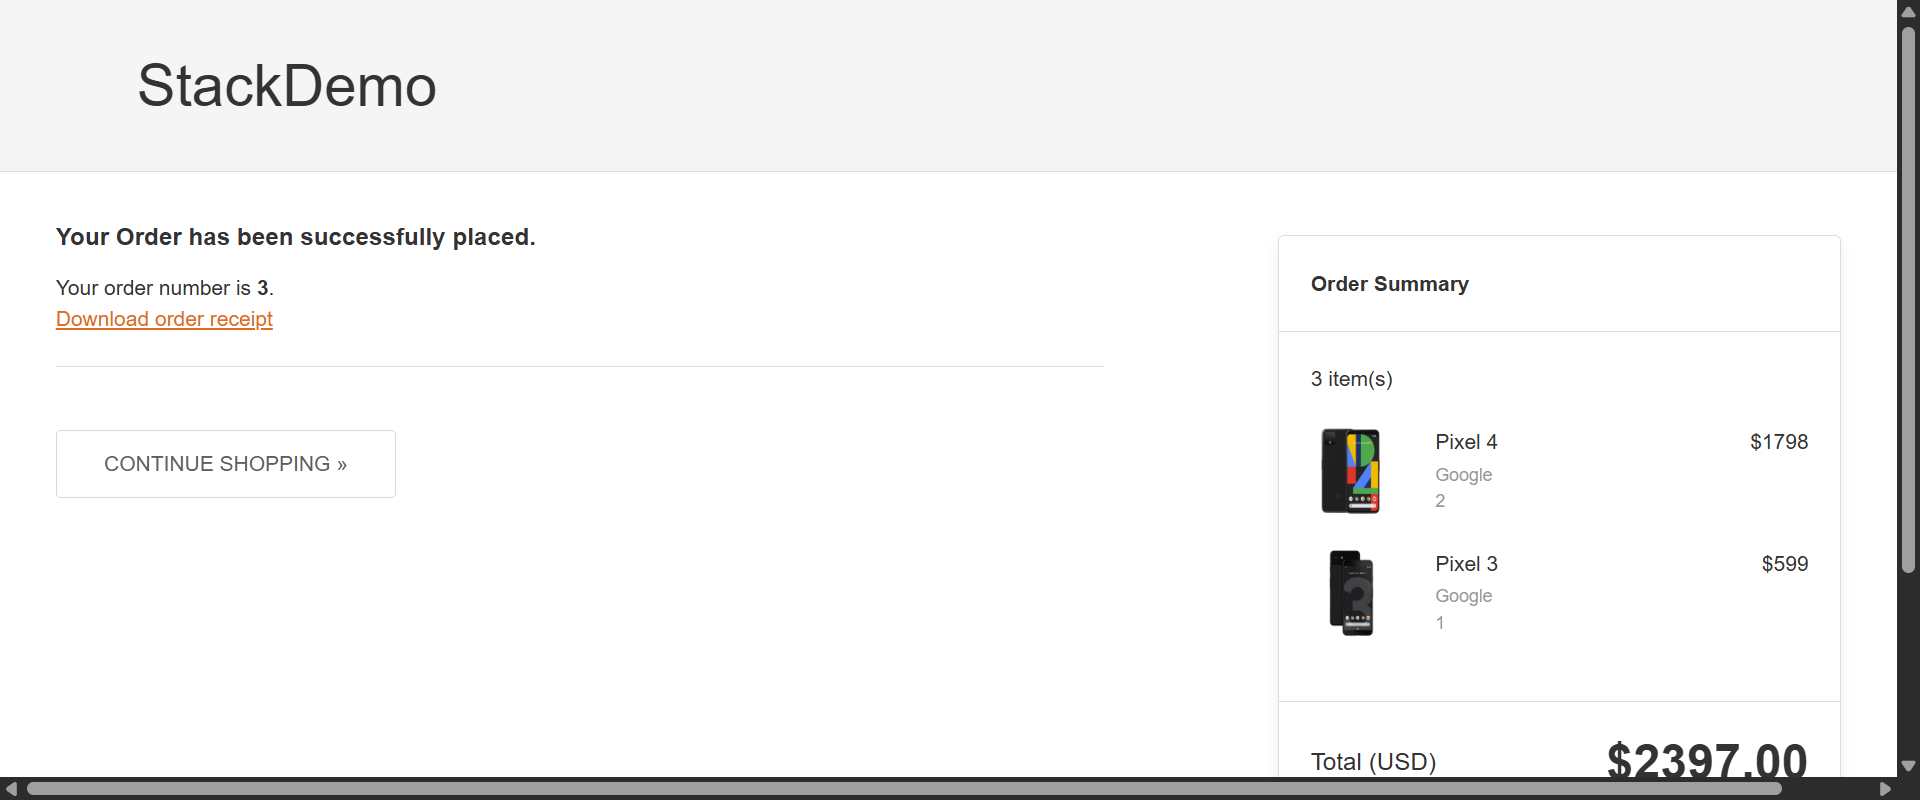 StackDemo
Your Order has been successfully placed.
Your order number is 3.
Download order receipt
CONTINUE SHOPPING »
Order Summary
3 item(s)
Pixel 4
$1798
Google
2
Pixel 3
$599
Google
1
Total (USD)
$2397.00